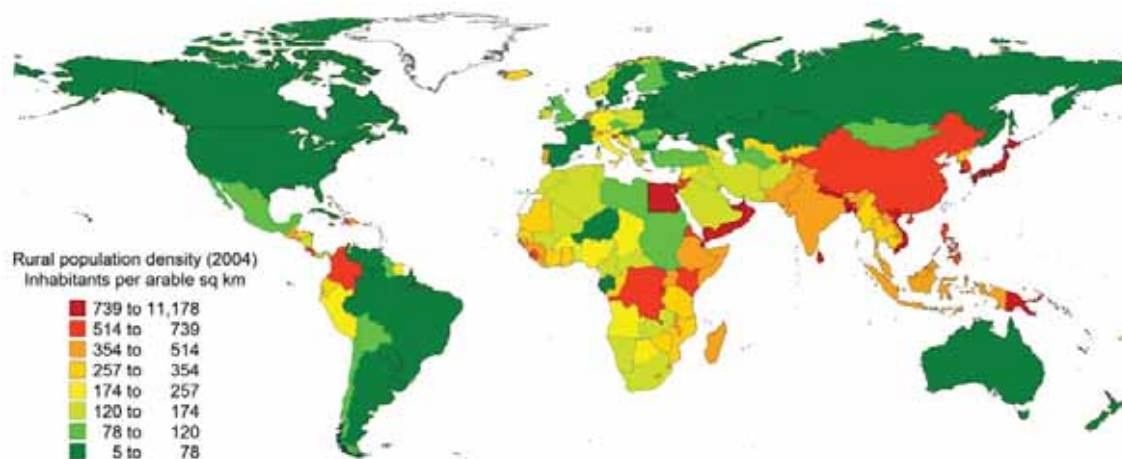 Rural population density (2004)
Inhabitants per arable sq km
739 to 11,178
514 to 739
354 to 514
257 to 354
174 to 257
120 to 174
78 to 120
5 to 78